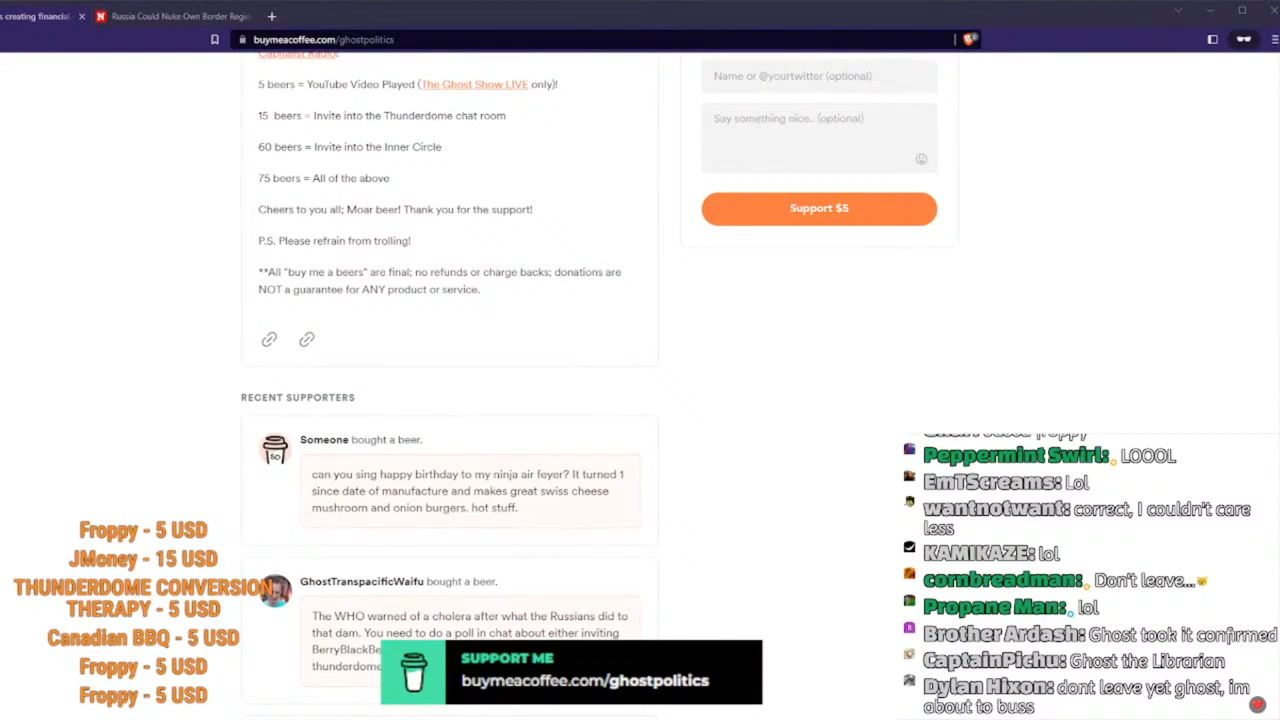 s creating financial
Russia Could Nuke Own Border Regio
buymeacoffee.com/ghostpolitics
Capitalist Radio!
5 beers = YouTube Video Played (The Ghost Show LIVE only)!
15 beers = Invite into the Thunderdome chat room
60 beers = Invite into the Inner Circle
75 beers = All of the above
Cheers to you all; Moar beer! Thank you for the support!
P.S. Please refrain from trolling!
**All "buy me a beers" are final; no refunds or charge backs; donations are
NOT a guarantee for ANY product or service.
Name or @yourtwitter (optional)
Say something nice.. (optional)
Support $5
RECENT SUPPORTERS
SO
Someone bought a beer.
can you sing happy birthday to my ninja air feyer? It turned 1
since date of manufacture and makes great swiss cheese
mushroom and onion burgers. hot stuff.
GhostTranspacificWaifu bought a beer.
The WHO warned of a cholera after what the Russians did to
that dam. You need to do a poll in chat about either inviting
BerryBlackBe
thunderdome
Froppy - 5 USD
JMoney - 15 USD
THUNDERDOME CONVERSION
THERAPY - 5 USD
Canadian BBQ - 5 USD
Froppy - 5 USD
Froppy - 5 USD
SUPPORT ME
buymeacoffee.com/ghostpolitics
Peppermint Swirl: LOOOL
EmTScreams: Lol
wantnotwant: correct, I couldn't care
less
KAMIKAZE: lol
cornbreadman: Don't leave...
Propane Man: lol
Brother Ardash: Ghost took it confirmed
CaptainPichu: Ghost the Librarian
Dylan Hixon: dont leave yet ghost, im
about to buss